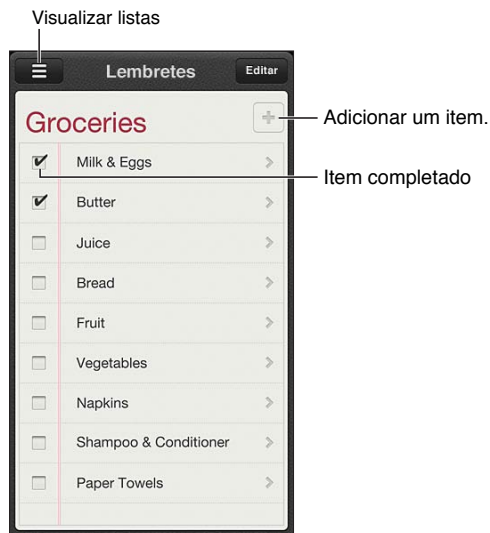 Visualizar listas
Lembretes Editar
Groceries
Adicionar um item.
Milk & Eggs
Item completado
Butter
Juice
Bread
Fruit
Vegetables
Napkins
Shampoo & Conditioner
Paper Towels